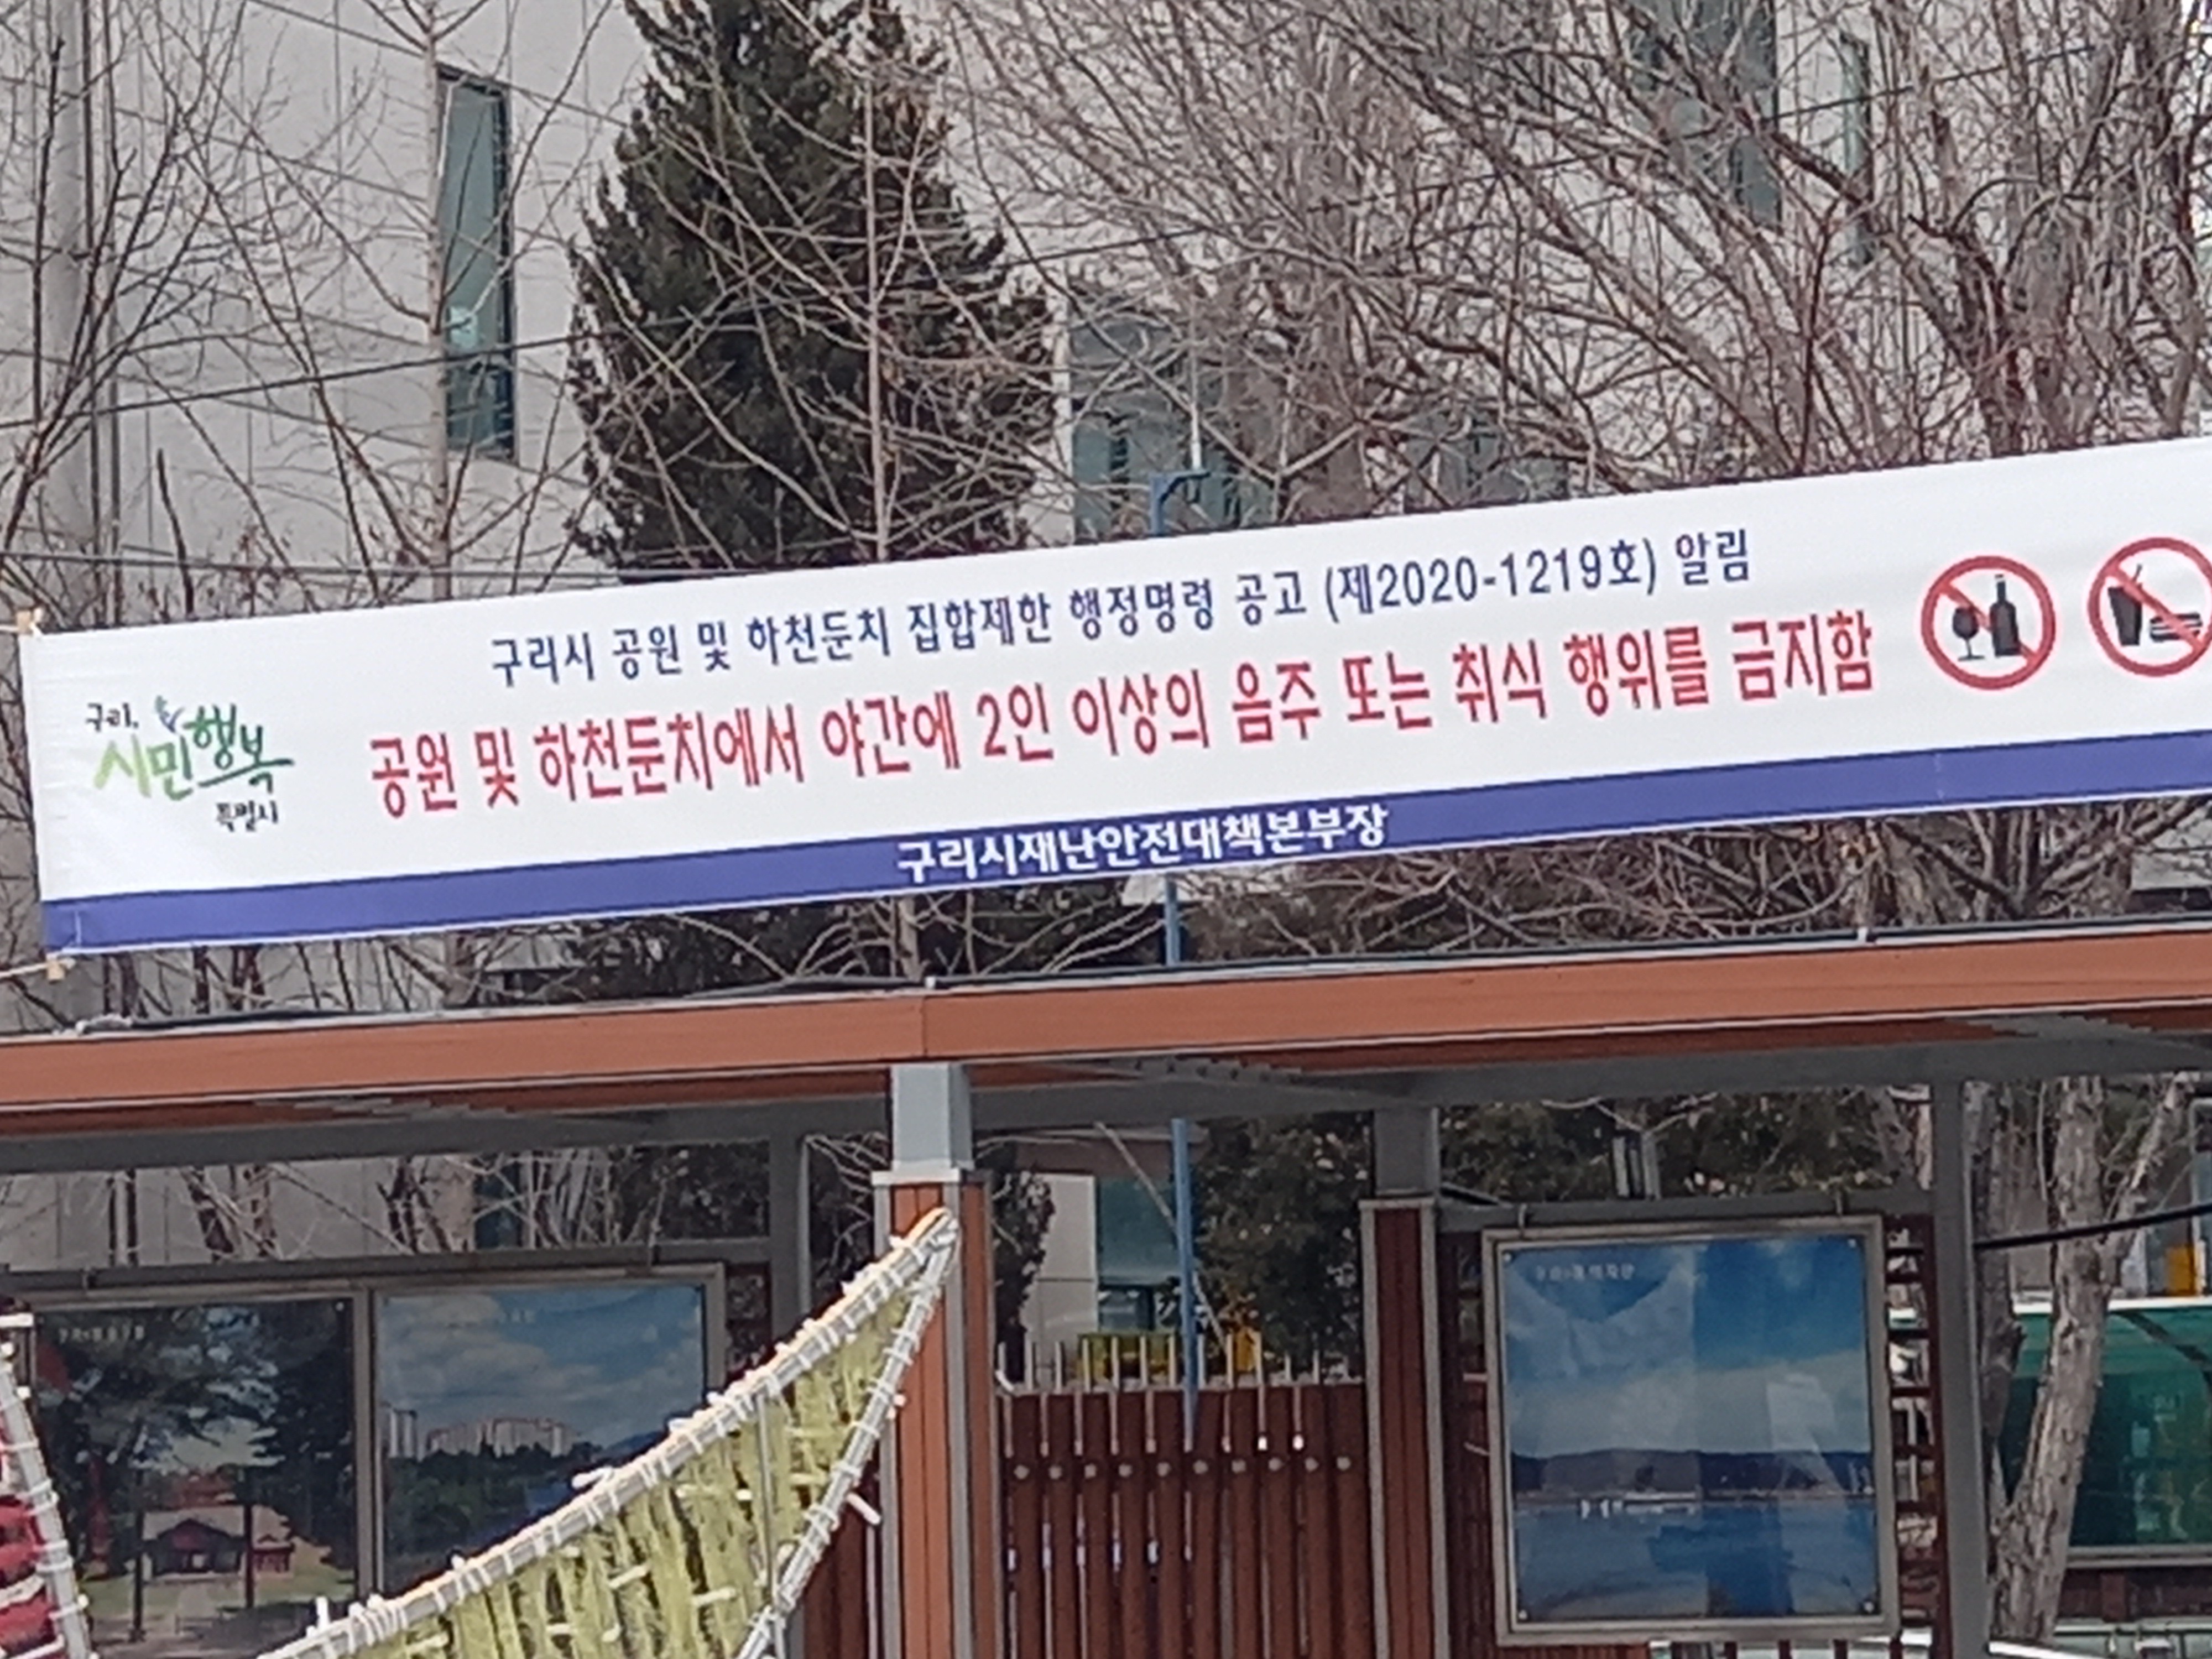 구리시 공원 및 하천둔치 집합제한 행정명령 공고 (제2020-1219호) 알림
구리, 시민행복 특별시
공원 및 하천둔치에서 야간에 2인 이상의 음주 또는 취식 행위를 금지함
구리시재난안전대책본부장